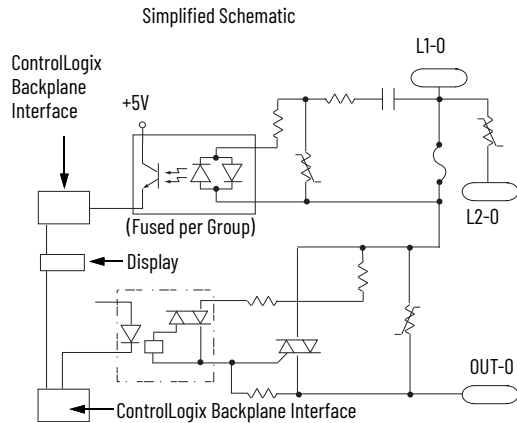 Simplified Schematic
L1-0
ControlLogix
Backplane
Interface
+5V
L2-0
(Fused per Group)
Display
OUT-0
ControlLogix Backplane Interface